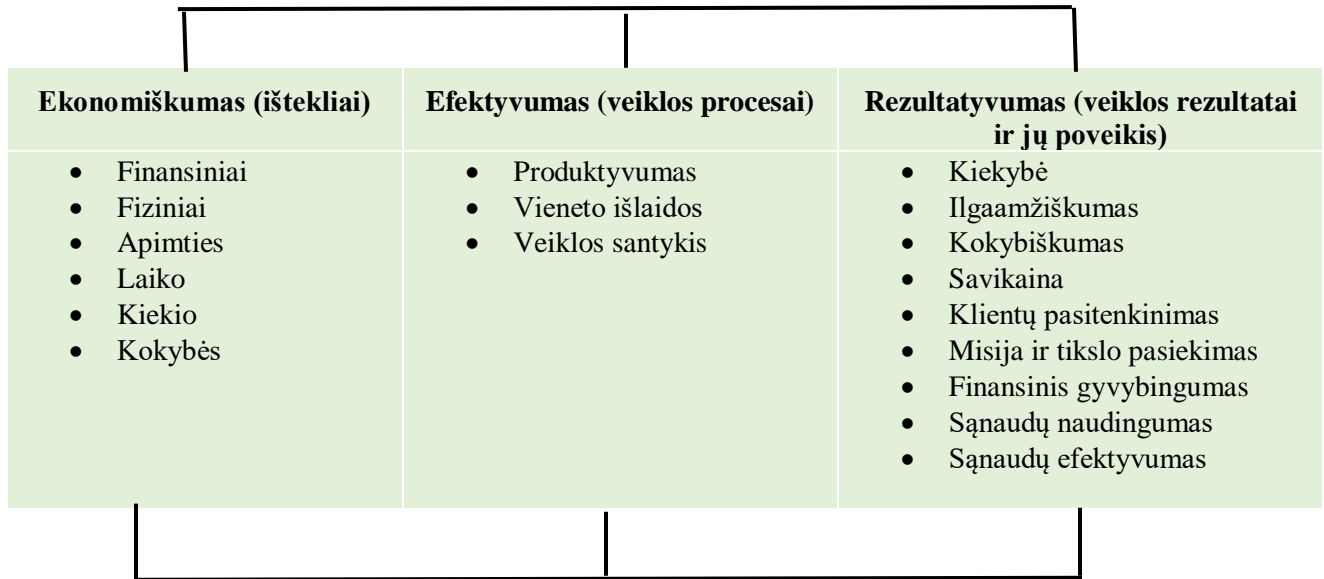 Ekonomiškumas (ištekliai)
Efektyvumas (veiklos procesai)
Rezultatyvumas (veiklos rezultatai
ir jų poveikis)
• Finansiniai
• Fiziniai
• Apimties
• Laiko
• Kiekio
• Kokybės
• Produktyvumas
• Vieneto išlaidos
• Veiklos santykis
• Kiekybė
• Ilgaamžiškumas
• Kokybiškumas
• Savikaina
• Klientų pasitenkinimas
• Misija ir tikslo pasiekimas
• Finansinis gyvybingumas
• Sąnaudų naudingumas
• Sąnaudų efektyvumas